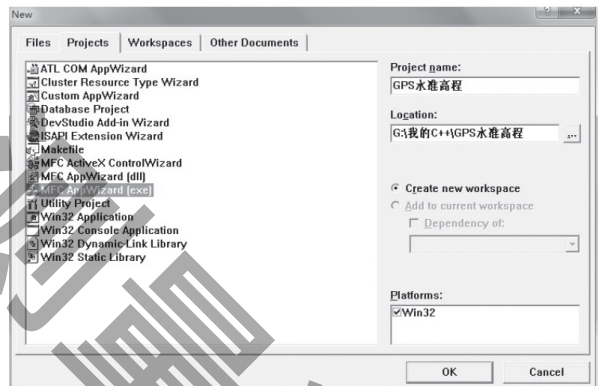 New
Files Projects Workspaces Other Documents
ATL COM AppWizard
Cluster Resource Type Wizard
Custom AppWizard
Database Project
DevStudio Add-in Wizard
ISAPI Extension Wizard
Makefile
MFC ActiveX ControlWizard
MFC AppWizard (dll)
MFC AppWizard (exe)
Utility Project
Win32 Application
Win32 Console Application
Win32 Dynamic-Link Library
Win32 Static Library
Project name:
GPS水准高程
Location:
G:\我的C++\GPS水准高程
...
Create new workspace
Add to current workspace
Dependency of:
Platforms:
Win32
OK Cancel